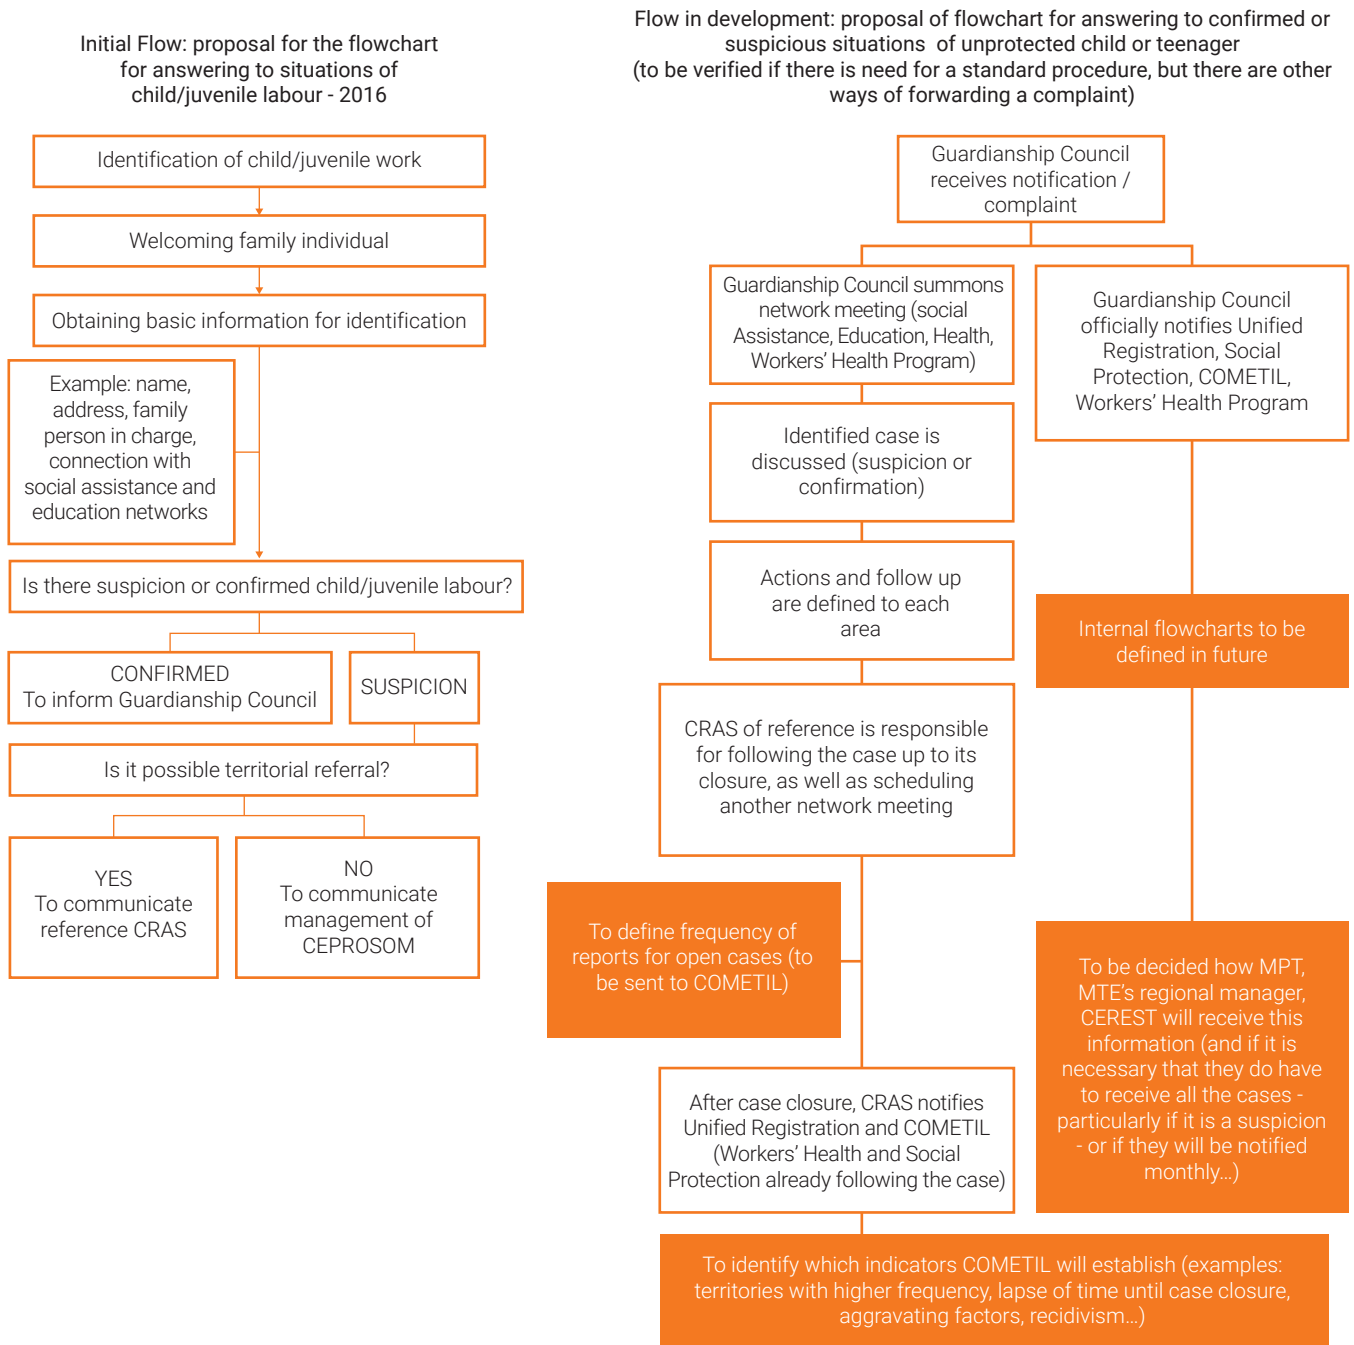 Initial Flow: proposal for the flowchart
for answering to situations of
child/juvenile labour - 2016
Identification of child/juvenile work
Welcoming family individual
Obtaining basic information for identification
Example: name,
address, family
person in charge,
connection with
social assistance and
education networks
Is there suspicion or confirmed child/juvenile labour?
CONFIRMED
To inform Guardianship Council
SUSPICION
Is it possible territorial referral?
YES
To communicate
reference CRAS
NO
To communicate
management of
CEPROSOM
Flow in development: proposal of flowchart for answering to confirmed or
suspicious situations of unprotected child or teenager
(to be verified if there is need for a standard procedure, but there are other
ways of forwarding a complaint)
Guardianship Council
receives notification /
complaint
Guardianship Council summons
network meeting (social
Assistance, Education, Health,
Workers' Health Program)
Identified case is
discussed (suspicion or
confirmation)
Actions and follow up
are defined to each
area
CRAS of reference is responsible
for following the case up to its
closure, as well as scheduling
another network meeting
To define frequency of
reports for open cases (to
be sent to COMETIL)
After case closure, CRAS notifies
Unified Registration and COMETIL
(Workers' Health and Social
Protection already following the case)
Guardianship Council
officially notifies Unified
Registration, Social
Protection, COMETIL,
Workers' Health Program
Internal flowcharts to be
defined in future
To be decided how MPT,
MTE's regional manager,
CEREST will receive this
information (and if it is
necessary that they do have
to receive all the cases -
particularly if it is a suspicion
- or if they will be notified
monthly…)
To identify which indicators COMETIL will establish (examples:
territories with higher frequency, lapse of time until case closure,
aggravating factors, recidivism…)